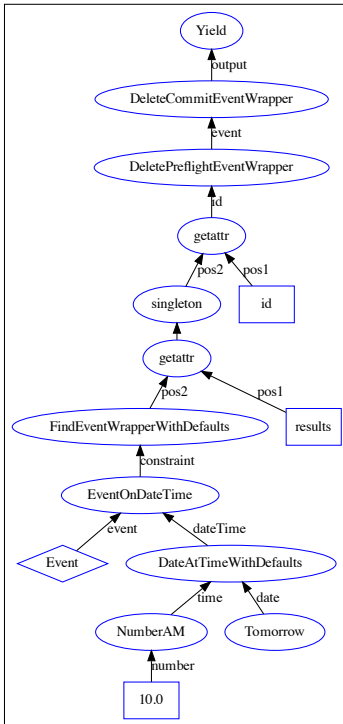 Yield
output
DeleteCommitEventWrapper
event
DeletePreflightEventWrapper
id
getattr
pos2
pos1
singleton
id
getattr
pos2
pos1
FindEventWrapperWithDefaults
results
constraint
EventOnDateTime
event
dateTime
Event
DateAtTimeWithDefaults
time
date
NumberAM
Tomorrow
number
10.0